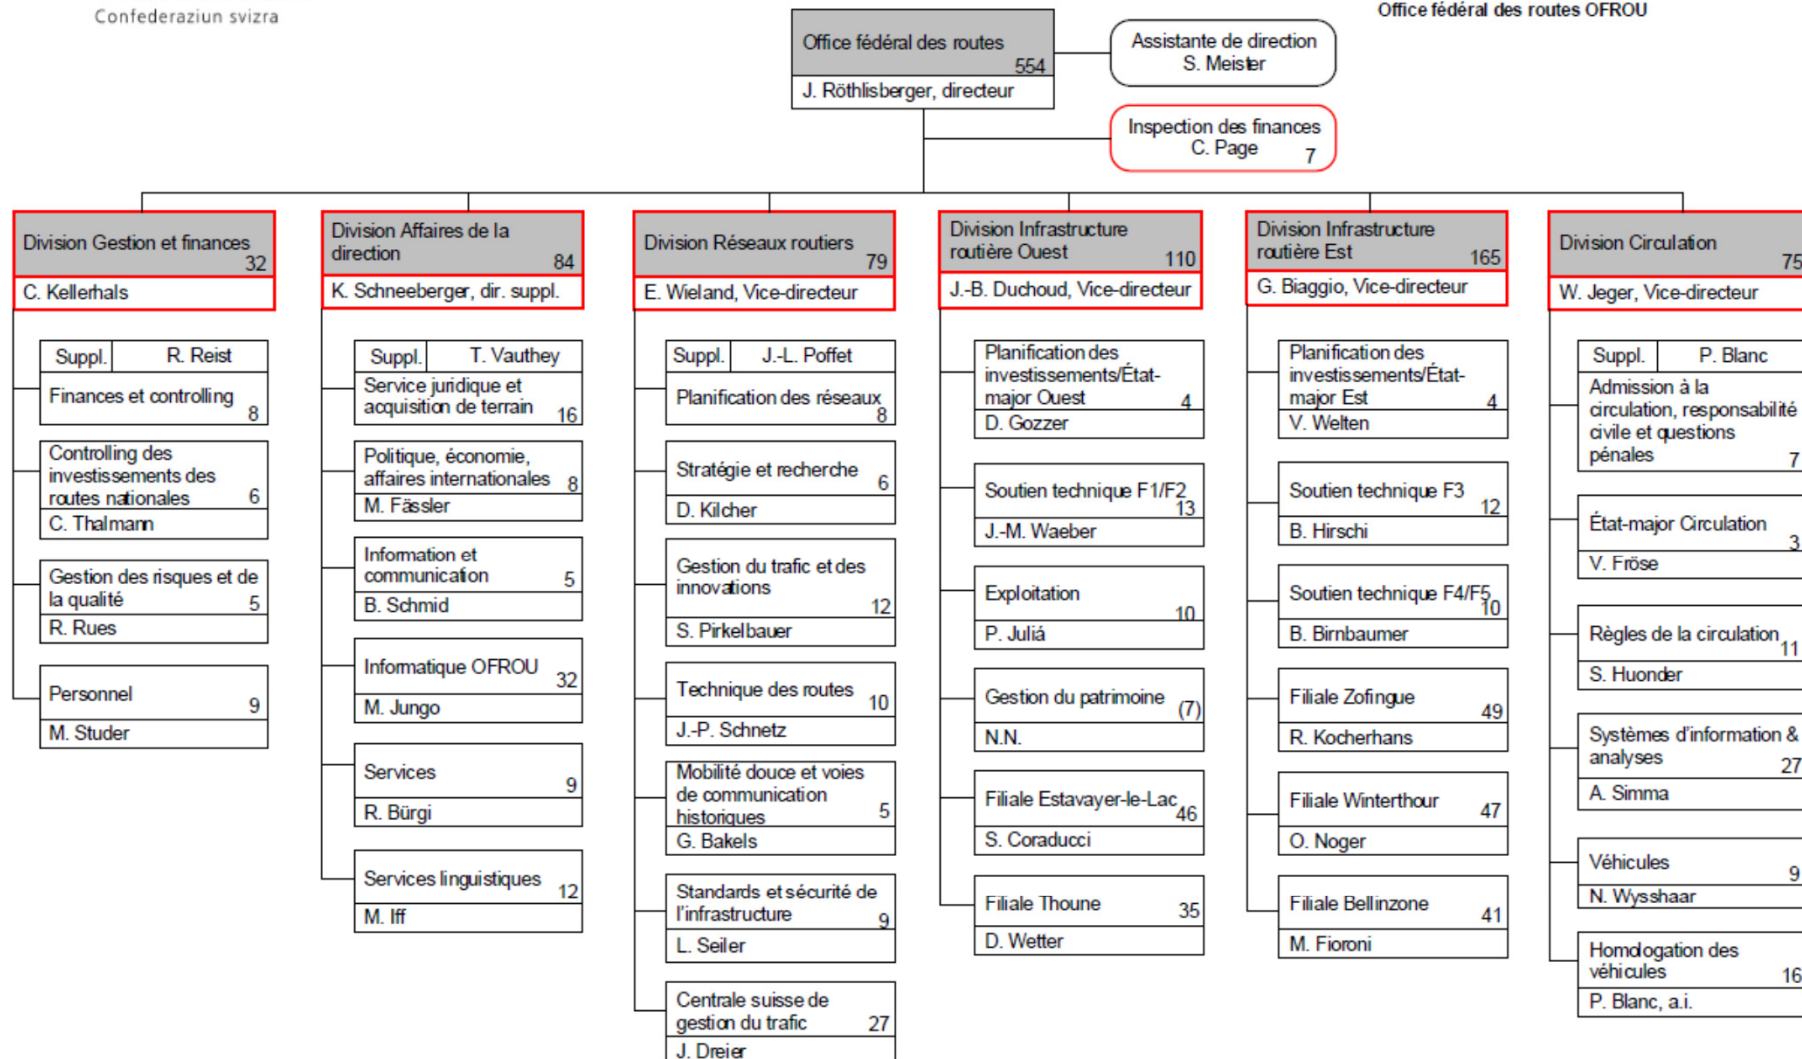 Confederaziun svizra
Office fédéral des routes OFROU
Office fédéral des routes
554
J. Röthlisberger, directeur
Assistante de direction
S. Meister
Inspection des finances
C. Page
7
Division Gestion et finances
32
C. Kellerhals
Suppl. R. Reist
Finances et controlling
8
Controlling des
investissements des
routes nationales 6
C. Thalmann
Gestion des risques et de
la qualité 5
R. Rues
Personnel
9
M. Studer
Division Affaires de la
direction 84
K. Schneeberger, dir. suppl.
Suppl. T. Vauthey
Service juridique et
acquisition de terrain 16
Politique, économie,
affaires internationales 8
M. Fässler
Information et
communication 5
B. Schmid
Informatique OFROU
32
M. Jungo
Services
9
R. Bürgi
Services linguistiques
12
M. Iff
Division Réseaux routiers
79
E. Wieland, Vice-directeur
Suppl. J.-L. Poffet
Planification des réseaux
8
Stratégie et recherche
6
D. Kilcher
Gestion du trafic et des
innovations
12
S. Pirkelbauer
Technique des routes
10
J.-P. Schnetz
Mobilité douce et voies
de communication
historiques 5
G. Bakels
Standards et sécurité de
l'infrastructure
9
L. Seiler
Centrale suisse de
gestion du trafic 27
J. Dreier
Division Infrastructure
routière Ouest 110
J.-B. Duchoud, Vice-directeur
Planification des
investissements/État-
major Ouest 4
D. Gozzer
Soutien technique F1/F2
13
J.-M. Waeber
Exploitation
10
P. Juliá
Gestion du patrimoine
(7)
N.N.
Filiale Estavayer-le-Lac
46
S. Coraducci
Filiale Thoune
35
D. Wetter
Division Infrastructure
routière Est 165
G. Biaggio, Vice-directeur
Planification des
investissements/État-
major Est 4
V. Welten
Soutien technique F3
12
B. Hirschi
Soutien technique F4/F5
10
B. Birnbaumer
Filiale Zofingue
49
R. Kocherhans
Filiale Winterthour
47
O. Noger
Filiale Bellinzone
41
M. Fioroni
Division Circulation
75
W. Jeger, Vice-directeur
Suppl. P. Blanc
Admission à la
circulation, responsabilité
civile et questions
pénales 7
État-major Circulation
3
V. Fröse
Règles de la circulation
11
S. Huonder
Systèmes d'information &
analyses 27
A. Simma
Véhicules
9
N. Wysshaar
Homologation des
véhicules 16
P. Blanc, a.i.